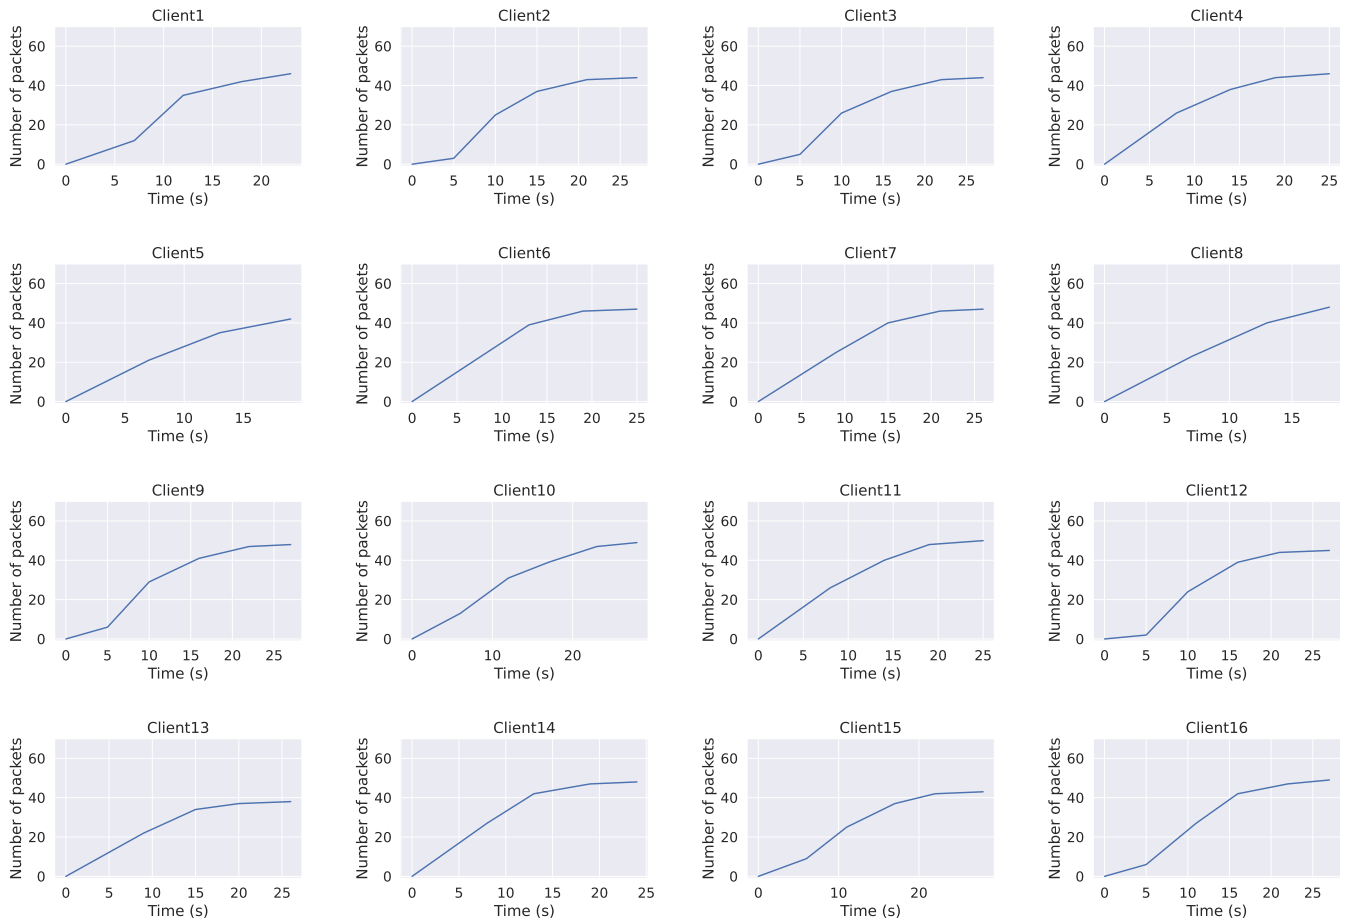 Client1
Number of packets
60
40
20
0
0 5 10 15 20
Time (s)
Client2
Number of packets
60
40
20
0
0 5 10 15 20 25
Time (s)
Client3
Number of packets
60
40
20
0
0 5 10 15 20 25
Time (s)
Client4
Number of packets
60
40
20
0
0 5 10 15 20 25
Time (s)
Client5
Number of packets
60
40
20
0
0 5 10 15
Time (s)
Client6
Number of packets
60
40
20
0
0 5 10 15 20 25
Time (s)
Client7
Number of packets
60
40
20
0
0 5 10 15 20 25
Time (s)
Client8
Number of packets
60
40
20
0
0 5 10 15
Time (s)
Client9
Number of packets
60
40
20
0
0 5 10 15 20 25
Time (s)
Client10
Number of packets
60
40
20
0
0 10 20
Time (s)
Client11
Number of packets
60
40
20
0
0 5 10 15 20 25
Time (s)
Client12
Number of packets
60
40
20
0
0 5 10 15 20 25
Time (s)
Client13
Number of packets
60
40
20
0
0 5 10 15 20 25
Time (s)
Client14
Number of packets
60
40
20
0
0 5 10 15 20 25
Time (s)
Client15
Number of packets
60
40
20
0
0 10 20
Time (s)
Client16
Number of packets
60
40
20
0
0 5 10 15 20 25
Time (s)